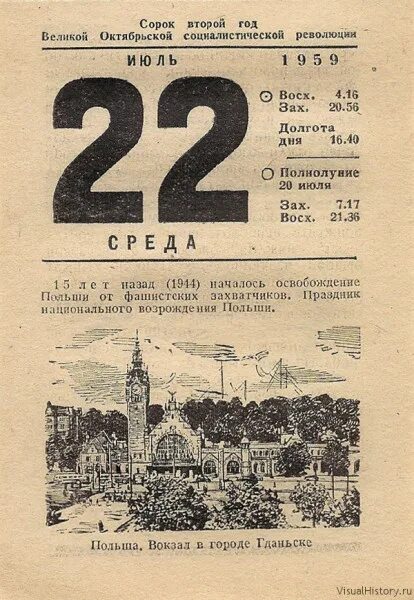 Сорок второй год
Великой Октябрьской социалистической революции
ИЮЛЬ 1959
22
Восх. 4.16
Зах. 20.56
Долгота
дня 16.40
Полнолуние
20 июля
Зах. 7.17
Восх. 21.36
СРЕДА
15 лет назад (1944) началось освобождение
Польши от фашистских захватчиков. Праздник
национального возрождения Польши.
Польша. Вокзал в городе Гданьске
VisualHistory.ru